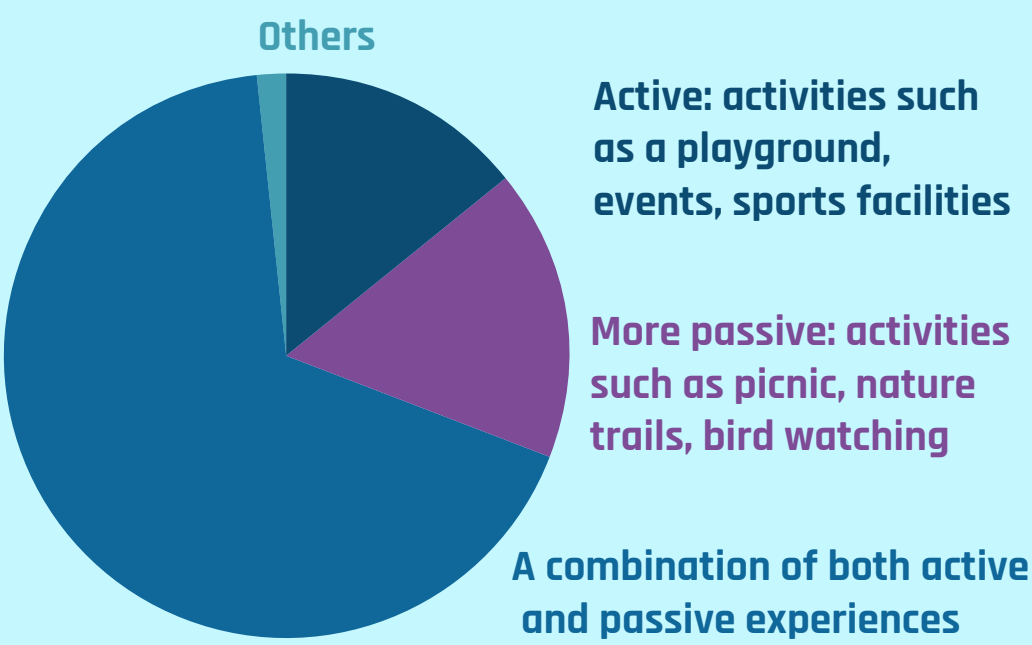 Others
Active: activities such
as a playground,
events, sports facilities
More passive: activities
such as picnic, nature
trails, bird watching
A combination of both active
and passive experiences